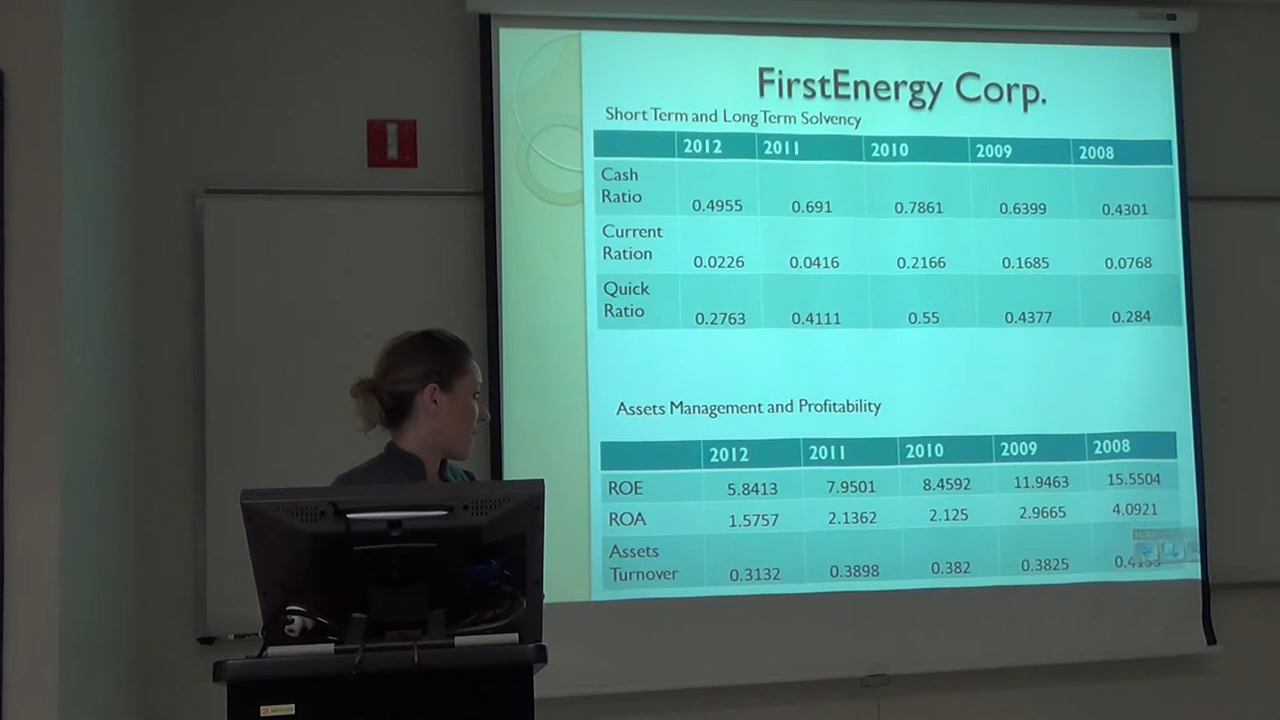 FirstEnergy Corp.
Short Term and Long Term Solvency
2012 2011 2010 2009 2008
Cash
Ratio
0.4955 0.691 0.7861 0.6399 0.4301
Current
Ration
0.0226 0.0416 0.2166 0.1685 0.0768
Quick
Ratio
0.2763 0.4111 0.55 0.4377 0.284
Assets Management and Profitability
2012 2011 2010 2009 2008
ROE 5.8413 7.9501 8.4592 11.9463 15.5504
ROA 1.5757 2.1362 2.125 2.9665 4.0921
Assets
Turnover
0.3132 0.3898 0.382 0.3825